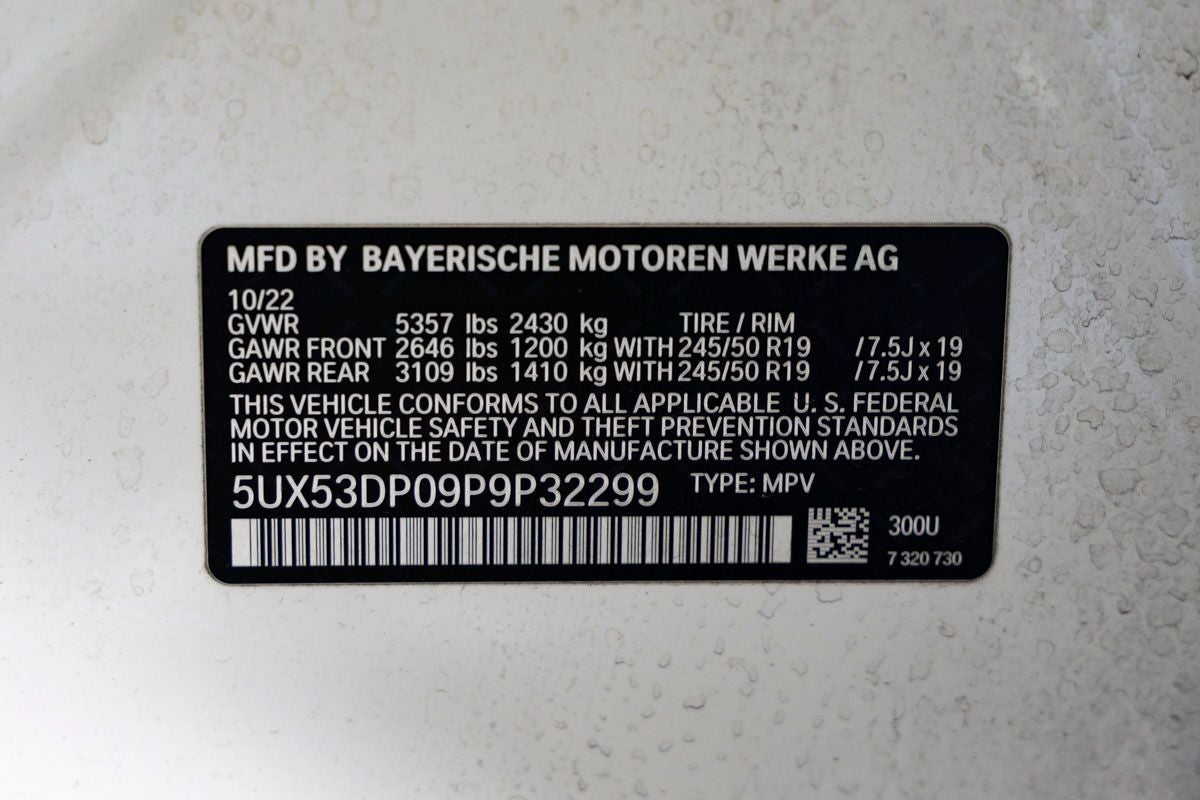 MFD BY BAYERISCHE MOTOREN WERKE AG
10/22
GVWR 5357 lbs 2430 kg TIRE / RIM
GAWR FRONT 2646 lbs 1200 kg WITH 245/50 R19 / 7.5J x 19
GAWR REAR 3109 lbs 1410 kg WITH 245/50 R19 / 7.5J x 19
THIS VEHICLE CONFORMS TO ALL APPLICABLE U. S. FEDERAL
MOTOR VEHICLE SAFETY AND THEFT PREVENTION STANDARDS
IN EFFECT ON THE DATE OF MANUFACTURE SHOWN ABOVE.
5UX53DP09P9P32299 TYPE: MPV
300U
7 320 730